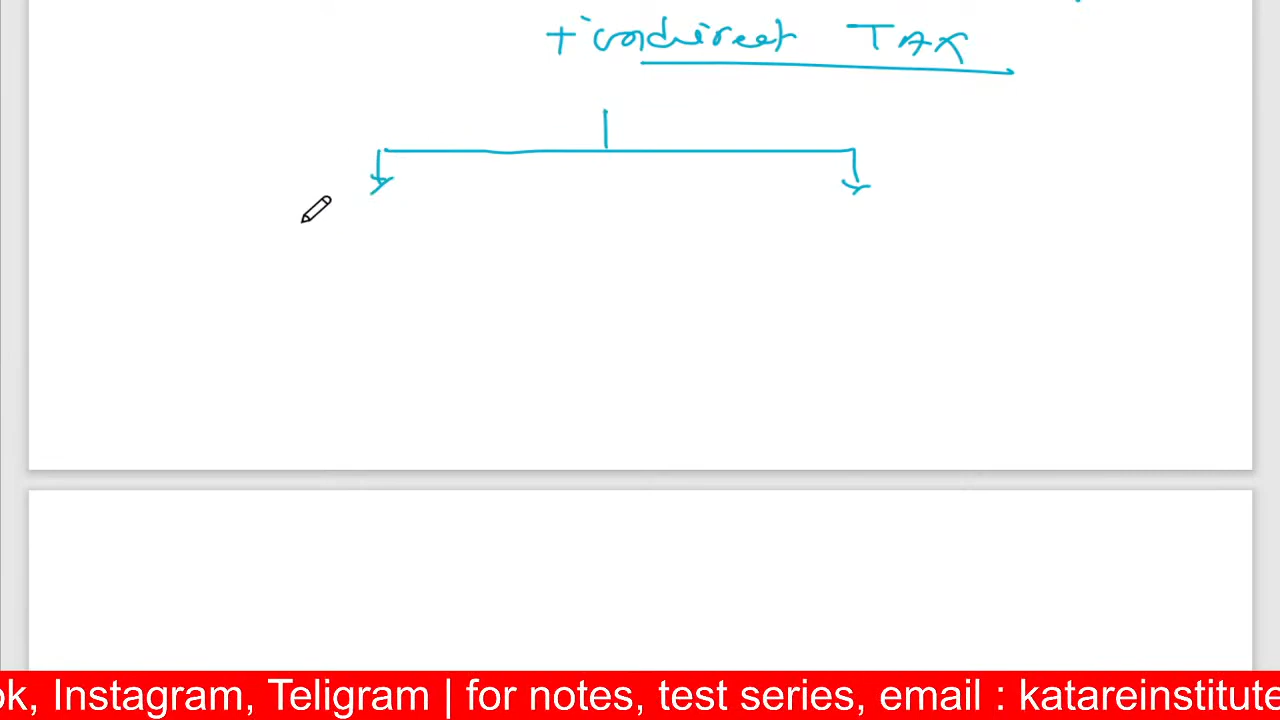 + indirect TAX
ok, Instagram, Teligram | for notes, test series, email : katareinstitute